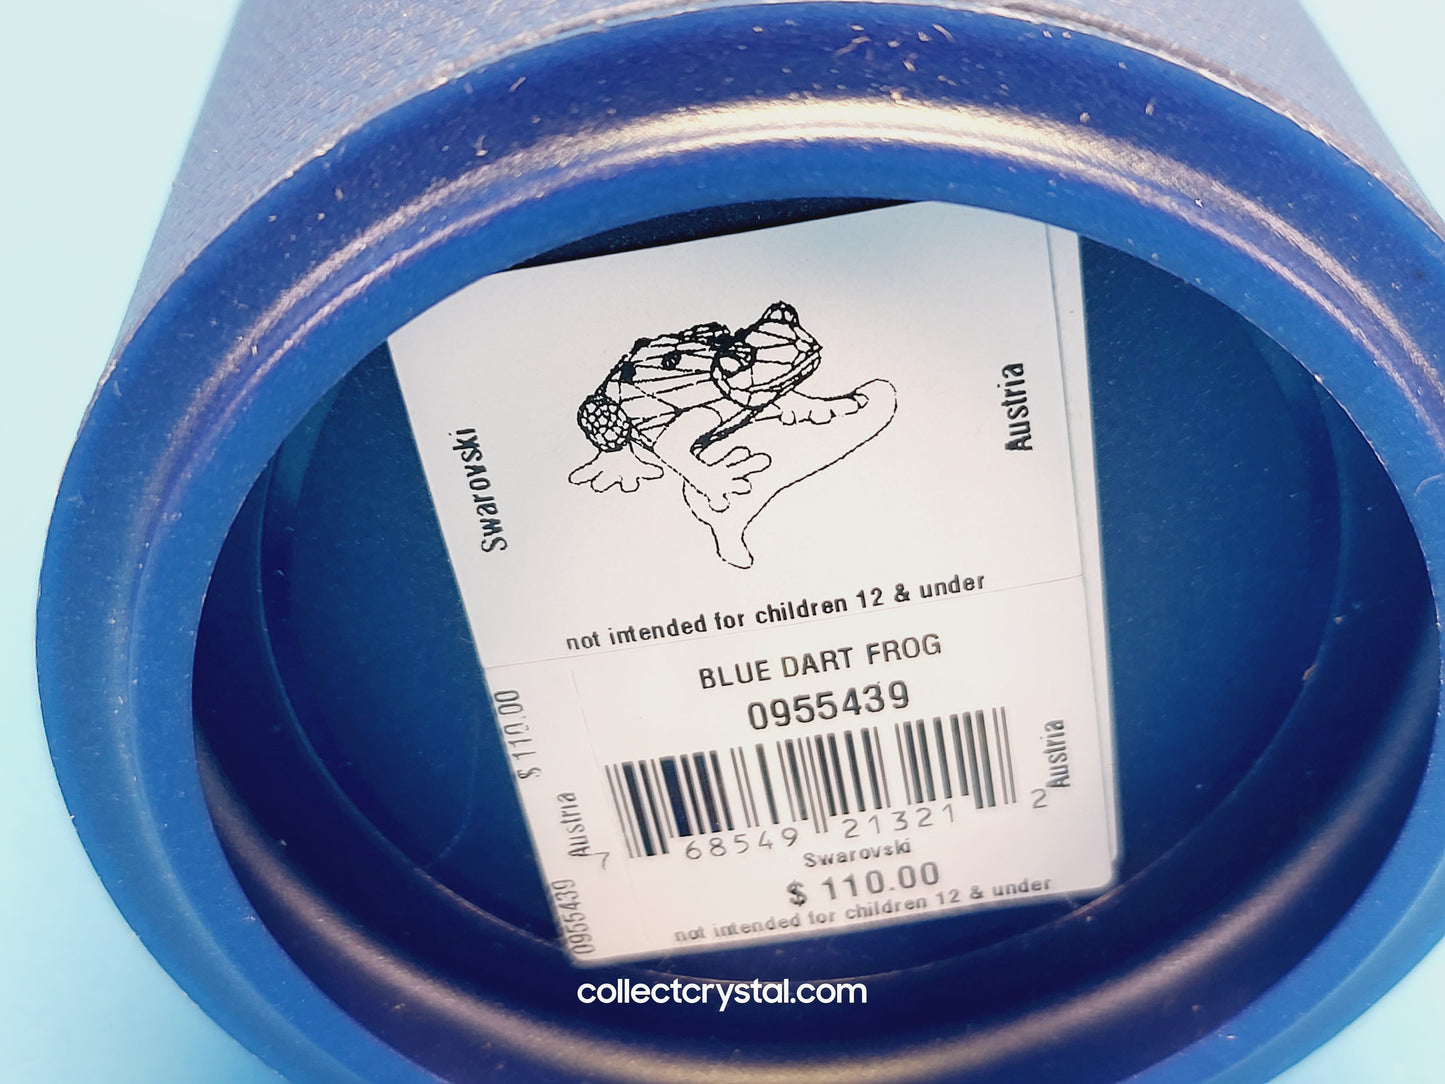 Swarovski
Austria
not intended for children 12 & under
BLUE DART FROG
0955439
$ 110.00
Austria
0955439
7 68549 21321 2
Austria
Swarovski
$ 110.00
not intended for children 12 & under
collectcrystal.com